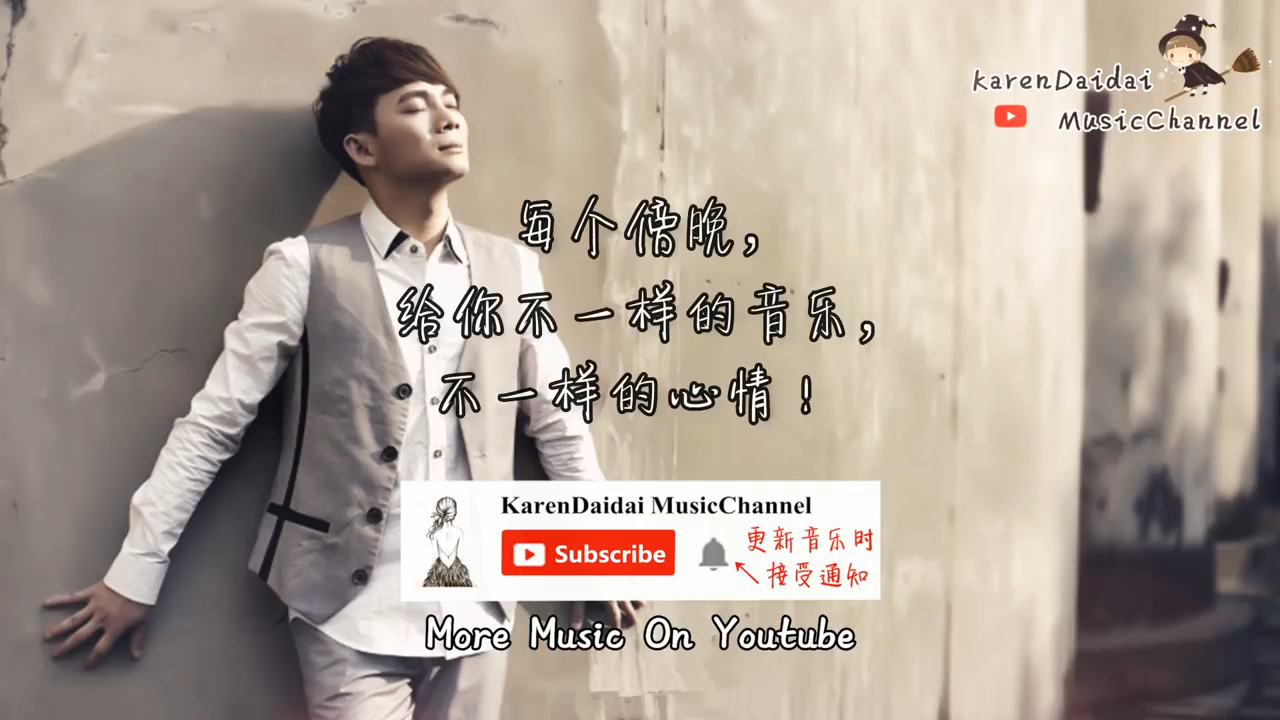 KarenDaidai
MusicChannel
每个傍晚，
给你不一样的音乐，
不一样的心情！
KarenDaidai MusicChannel
Subscribe
更新音乐时
接受通知
More Music On Youtube